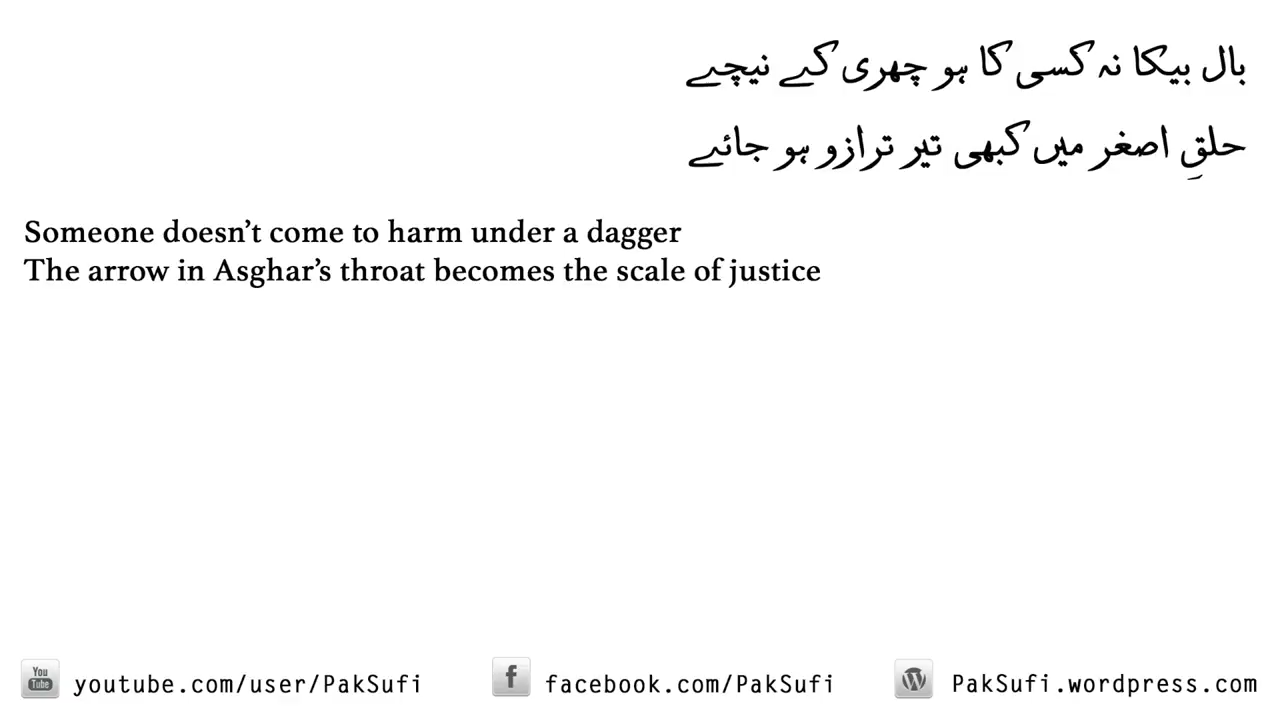 بال بیکا نہ کسی کا ہو چھری کے نیچے
حلقِ اصغر میں کبھی تیر ترازو ہو جائے
Someone doesn’t come to harm under a dagger
The arrow in Asghar’s throat becomes the scale of justice
You Tube youtube.com/user/PakSufi f facebook.com/PakSufi W PakSufi.wordpress.com